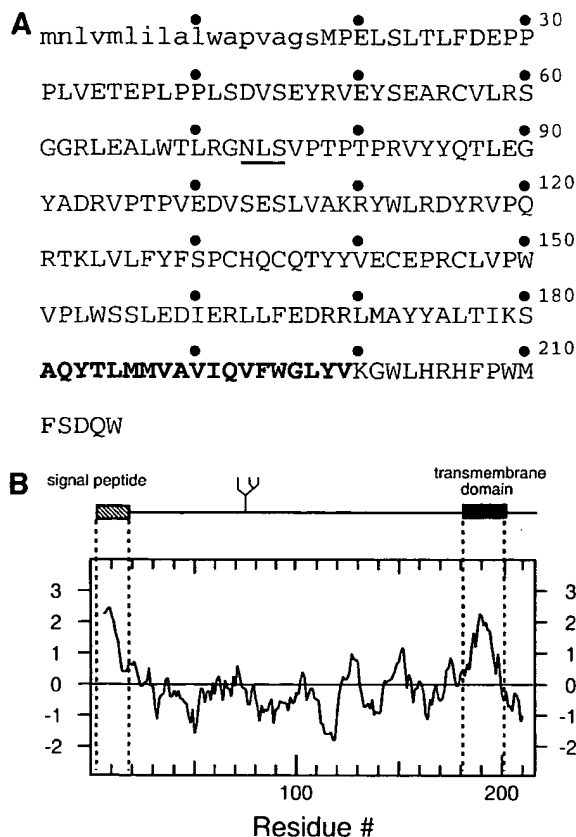 A
mnlvmlilalwapvagsMPELSLTLFDEPP 30
PLVETEPLPPLSDVSEYRVEYSEARCVLRS 60
GGRLEALWTLRGNLSVPTPTPRVYYQTLEG 90
YADRVPTPVEDVSESLVAKRYWLRDYRVPQ 120
RTKLVLFYFSPCHQCQTYYVECEPRCLVPW 150
VPLWSSLEDIERLLFEDRRLMAYYALTIKS 180
AQYTLMMVAVIQVFWGLYVKGWLHRHFPWM 210
FSDQW
B signal peptide transmembrane domain
3 3
2 2
1 1
0 0
-1 -1
-2 -2
100 200
Residue #